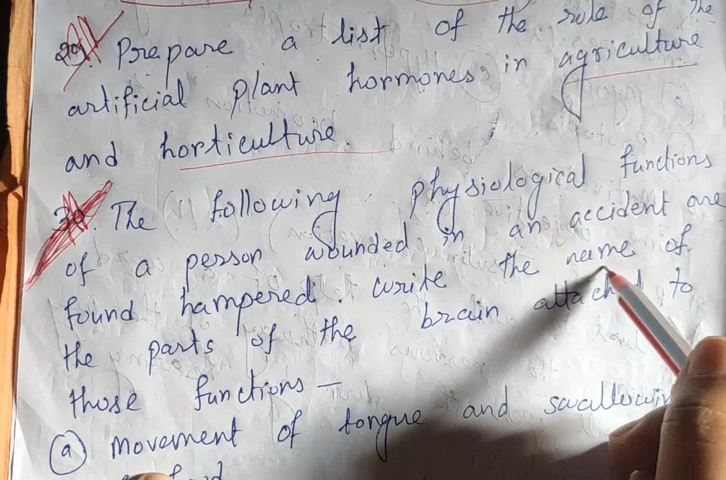 29. Prepare a list of the role of the
artificial plant hormones in agriculture
and horticulture.
30. The following physiological functions
of a person wounded in an accident are
found hampered. write the name of
the parts of the brain attached to
those functions —
(a) movement of tongue and swallowing